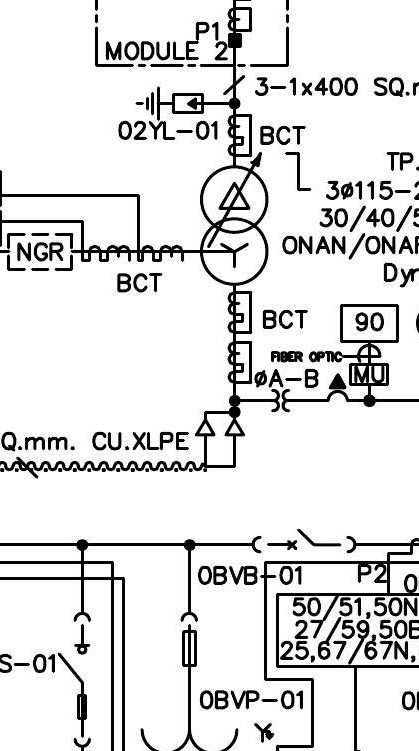 P1
MODULE 2
3-1x400 SQ.
02YL-01
BCT
TP.
3ø115-2
30/40/5
NGR
ONAN/ONAF
BCT
Dyn
BCT
90
FIBER OPTIC
MU
øA-B
Q.mm. CU.XLPE
0BVB-01
P2
0
50/51,50N
27/59,50B
25,67/67N,
S-01
0BVP-01
0